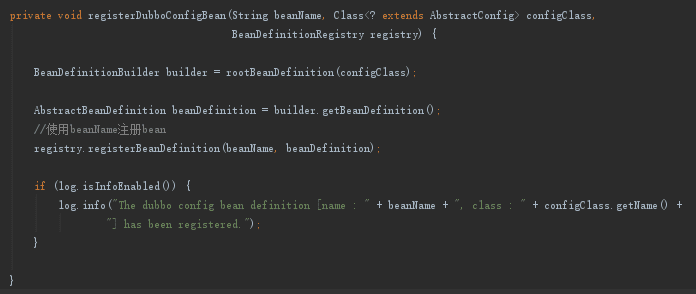 private void registerDubboConfigBean(String beanName, Class<? extends AbstractConfig> configClass,
BeanDefinitionRegistry registry) {
BeanDefinitionBuilder builder = rootBeanDefinition(configClass);
AbstractBeanDefinition beanDefinition = builder.getBeanDefinition();
//使用beanName注册bean
registry.registerBeanDefinition(beanName, beanDefinition);
if (log.isInfoEnabled()) {
log.info("The dubbo config bean definition [name : " + beanName + ", class : " + configClass.getName() +
"] has been registered.");
}
}